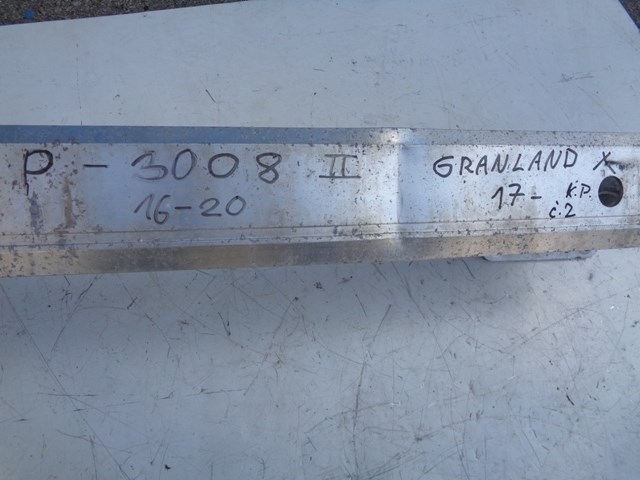 P - 3008 II
16-20
GRANLAND X
17-
K.P.
č.2